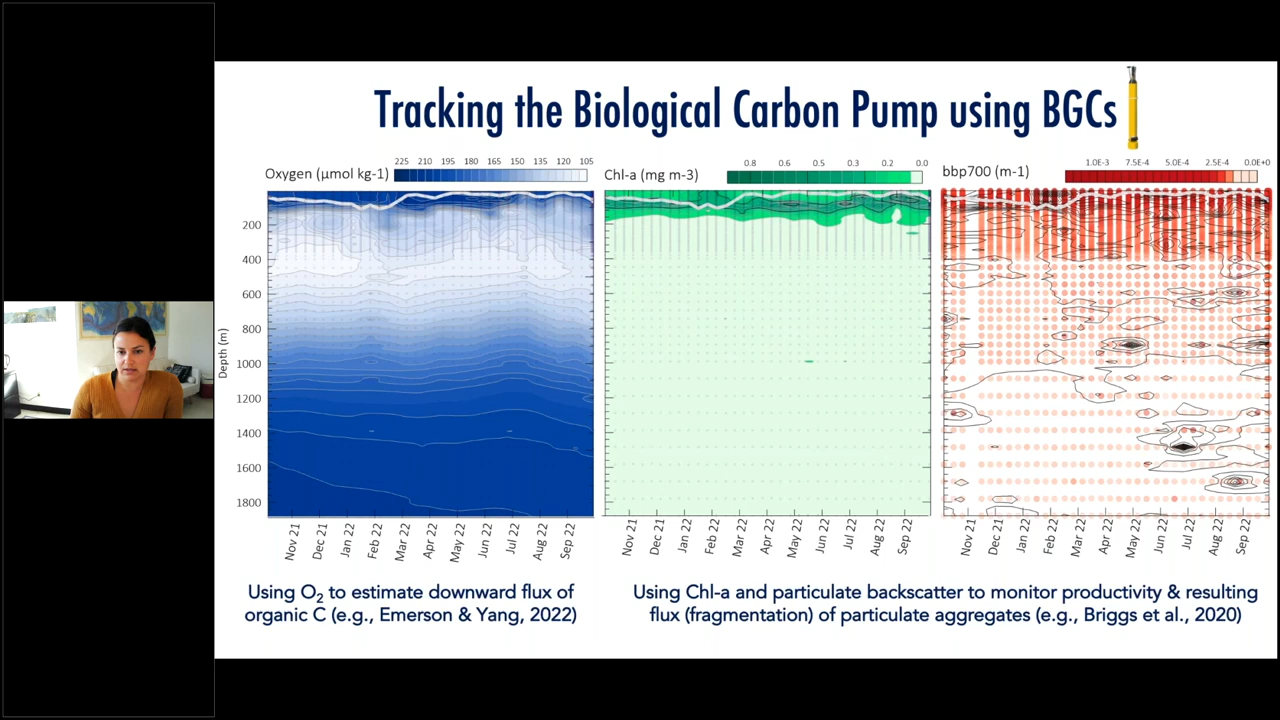 Tracking the Biological Carbon Pump using BGCs
Oxygen (µmol kg-1)
225 210 195 180 165 150 135 120 105
Chl-a (mg m-3)
0.8 0.6 0.5 0.3 0.2 0.0
bbp700 (m-1)
1.0E-3 7.5E-4 5.0E-4 2.5E-4 0.0E+0
Depth (m)
200
400
600
800
1000
1200
1400
1600
1800
Nov 21 Dec 21 Jan 22 Feb 22 Mar 22 Apr 22 May 22 Jun 22 Jul 22 Aug 22 Sep 22
Nov 21 Dec 21 Jan 22 Feb 22 Mar 22 Apr 22 May 22 Jun 22 Jul 22 Aug 22 Sep 22
Nov 21 Dec 21 Jan 22 Feb 22 Mar 22 Apr 22 May 22 Jun 22 Jul 22 Aug 22 Sep 22
Using O2 to estimate downward flux of
organic C (e.g., Emerson & Yang, 2022)
Using Chl-a and particulate backscatter to monitor productivity & resulting
flux (fragmentation) of particulate aggregates (e.g., Briggs et al., 2020)